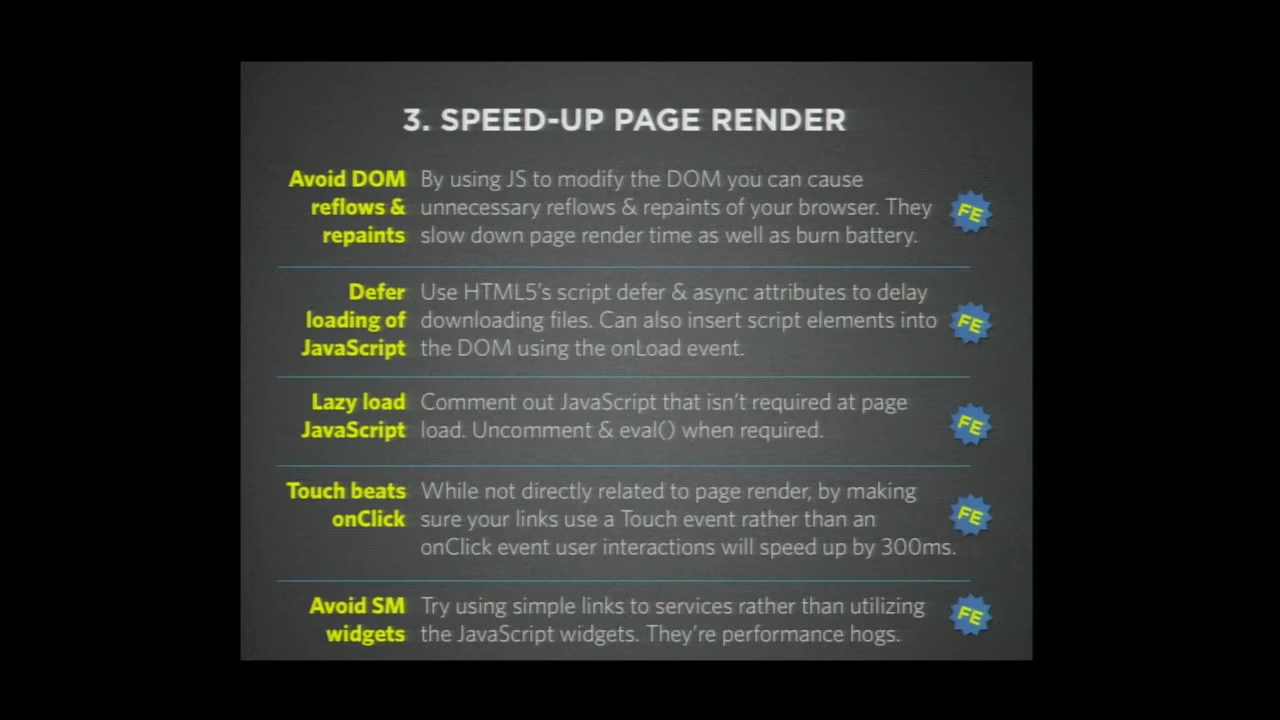 3. SPEED-UP PAGE RENDER
Avoid DOM
reflows &
repaints
By using JS to modify the DOM you can cause
unnecessary reflows & repaints of your browser. They
slow down page render time as well as burn battery.
FE
Defer
loading of
JavaScript
Use HTML5's script defer & async attributes to delay
downloading files. Can also insert script elements into
the DOM using the onLoad event.
FE
Lazy load
JavaScript
Comment out JavaScript that isn't required at page
load. Uncomment & eval() when required.
FE
Touch beats
onClick
While not directly related to page render, by making
sure your links use a Touch event rather than an
onClick event user interactions will speed up by 300ms.
FE
Avoid SM
widgets
Try using simple links to services rather than utilizing
the JavaScript widgets. They're performance hogs.
FE